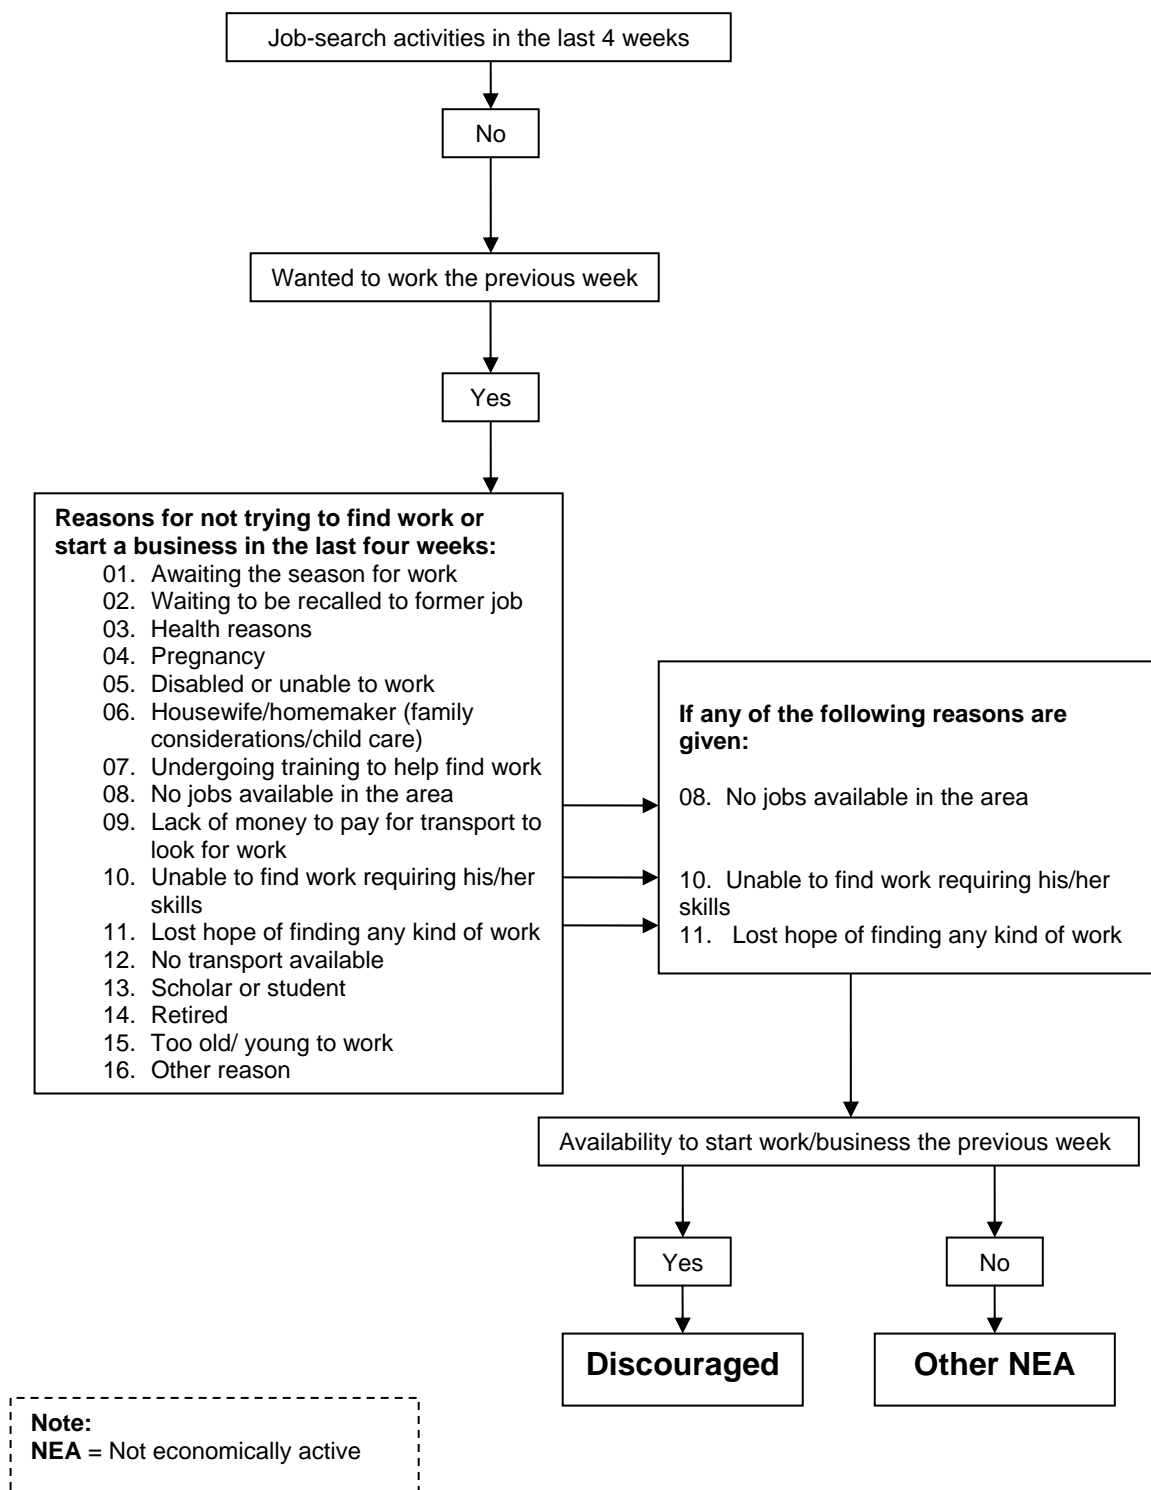 Job-search activities in the last 4 weeks
No
Wanted to work the previous week
Yes
Reasons for not trying to find work or
start a business in the last four weeks:
01. Awaiting the season for work
02. Waiting to be recalled to former job
03. Health reasons
04. Pregnancy
05. Disabled or unable to work
06. Housewife/homemaker (family
considerations/child care)
07. Undergoing training to help find work
08. No jobs available in the area
09. Lack of money to pay for transport to
look for work
10. Unable to find work requiring his/her
skills
11. Lost hope of finding any kind of work
12. No transport available
13. Scholar or student
14. Retired
15. Too old/ young to work
16. Other reason
If any of the following reasons are
given:
08. No jobs available in the area
10. Unable to find work requiring his/her
skills
11. Lost hope of finding any kind of work
Availability to start work/business the previous week
Yes
No
Discouraged
Other NEA
Note:
NEA = Not economically active